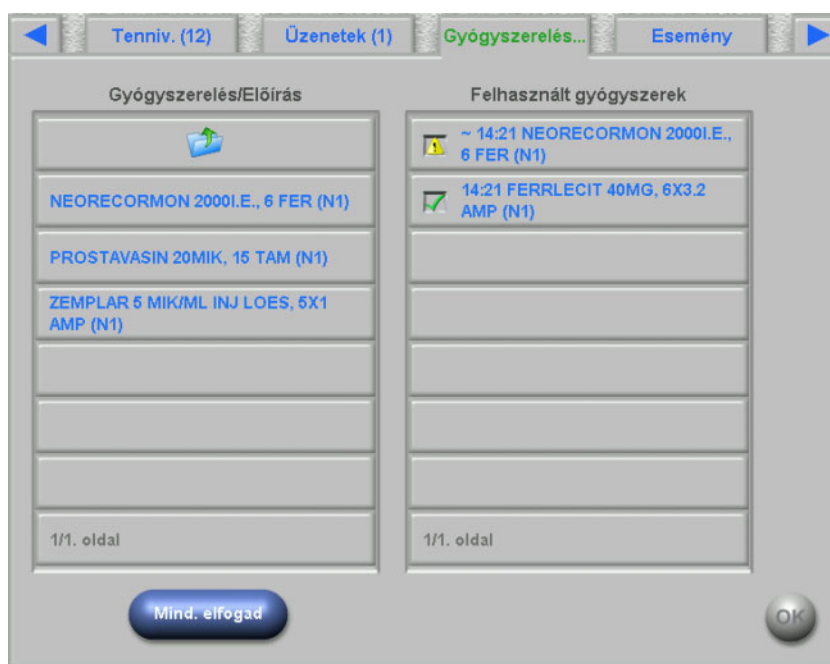 Tenniv. (12)
Üzenetek (1)
Gyógyszerelés...
Esemény
Gyógyszerelés/Előírás
NEORECORMON 2000I.E., 6 FER (N1)
PROSTAVASIN 20MIK, 15 TAM (N1)
ZEMPLAR 5 MIK/ML INJ LOES, 5X1
AMP (N1)
1/1. oldal
Mind. elfogad
Felhasznált gyógyszerek
~ 14:21 NEORECORMON 2000I.E.,
6 FER (N1)
14:21 FERRLECIT 40MG, 6X3.2
AMP (N1)
1/1. oldal
OK